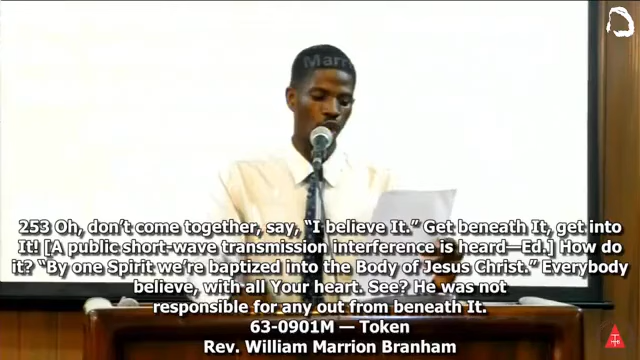 Marr
253 Oh, don’t come together, say, “I believe It.” Get beneath It, get into
It! [A public short-wave transmission interference is heard—Ed.] How do
it? “By one Spirit we’re baptized into the Body of Jesus Christ.” Everybody
believe, with all Your heart. See? He was not
responsible for any out from beneath It.
63-0901M — Token
Rev. William Marrion Branham